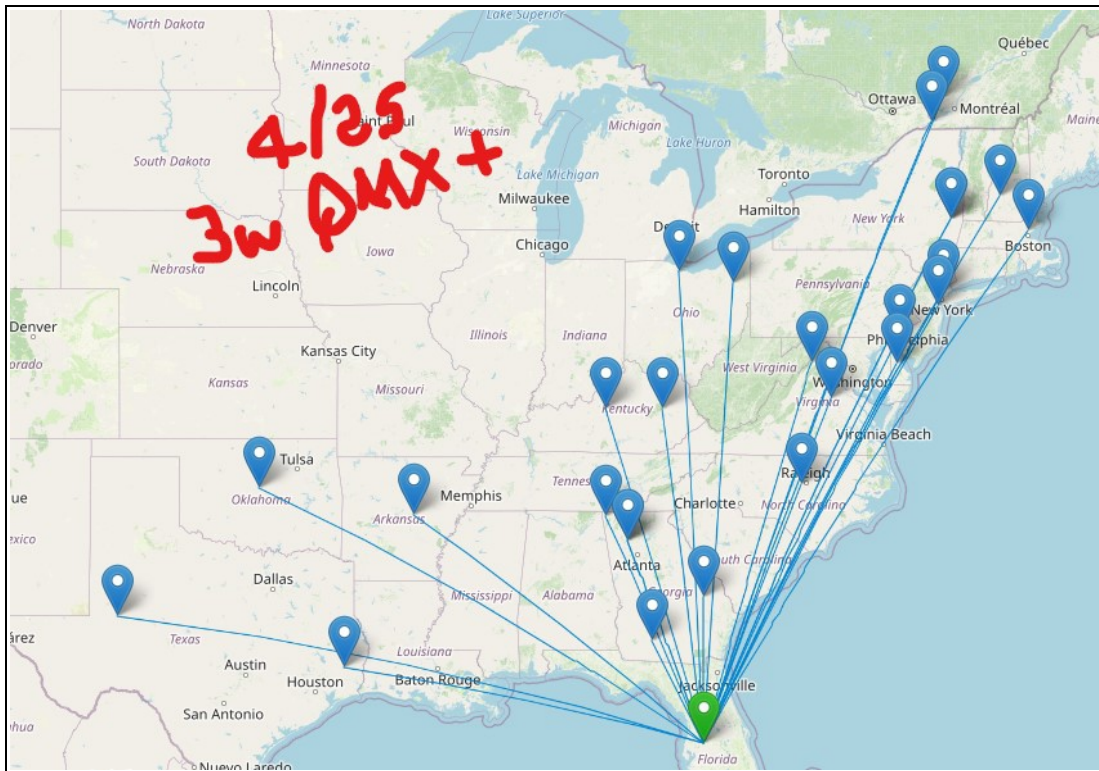 Lake Superior
North Dakota
Québec
Minnesota
Ottawa
Montréal
Maine
4/25
Wisconsin
Michigan
Lake Huron
South Dakota
Lake Michigan
Toronto
3w QMX+
Milwaukee
Hamilton
New York
Detroit
Boston
Chicago
Iowa
Nebraska
Lincoln
Pennsylvania
New York
Ohio
Denver
Illinois
Indiana
Philadelphia
Kansas City
West Virginia
Washington
Kansas
Missouri
Kentucky
Virginia
Virginia Beach
Tulsa
Raleigh
Oklahoma
Memphis
Charlotte
North Carolina
Arkansas
Atlanta
South Carolina
Dallas
Georgia
Mississippi
Alabama
Texas
Louisiana
Austin
Baton Rouge
Jacksonville
Houston
San Antonio
Florida
Nuevo Laredo